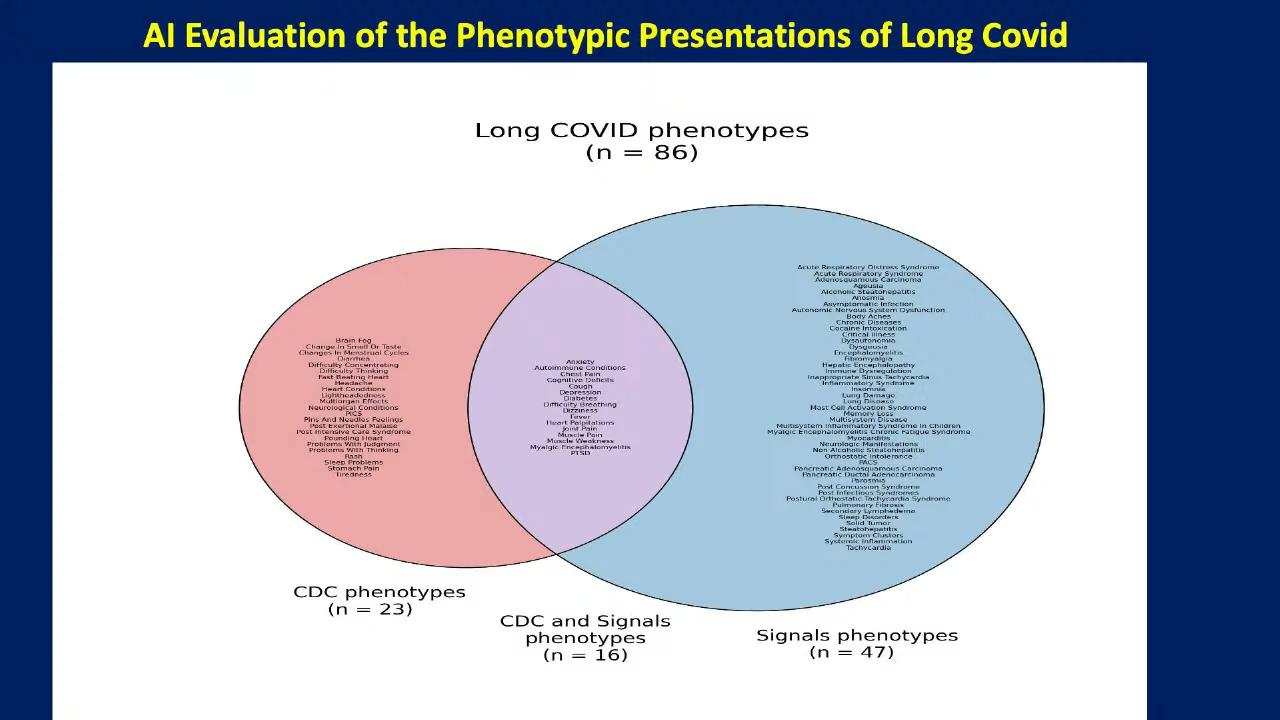 AI Evaluation of the Phenotypic Presentations of Long Covid
Long COVID phenotypes
(n = 86)
Brain Fog
Change In Smell Or Taste
Changes In Menstrual Cycles
Diarrhea
Difficulty Concentrating
Difficulty Thinking
Fast Beating Heart
Headache
Heart Conditions
Lightheadedness
Multiorgan Effects
Neurological Conditions
PICS
Pins And Needles Feelings
Post Exertional Malaise
Post Intensive Care Syndrome
Pounding Heart
Problems With Judgment
Problems With Thinking
Rash
Sleep Problems
Stomach Pain
Tiredness
Anxiety
Autoimmune Conditions
Chest Pain
Cognitive Deficits
Cough
Depression
Diabetes
Difficulty Breathing
Dizziness
Fever
Heart Palpitations
Joint Pain
Muscle Pain
Muscle Weakness
Myalgic Encephalomyelitis
PTSD
Acute Respiratory Distress Syndrome
Acute Respiratory Syndrome
Adenosquamous Carcinoma
Ageusia
Alcoholic Steatohepatitis
Anosmia
Asymptomatic Infection
Autonomic Nervous System Dysfunction
Body Aches
Chronic Diseases
Cocaine Intoxication
Critical Illness
Dysautonomia
Dysgeusia
Encephalomyelitis
Fibromyalgia
Hepatic Encephalopathy
Immune Dysregulation
Inappropriate Sinus Tachycardia
Inflammatory Syndrome
Insomnia
Lung Damage
Lung Disease
Mast Cell Activation Syndrome
Memory Loss
Multisystem Disease
Multisystem Inflammatory Syndrome In Children
Myalgic Encephalomyelitis Chronic Fatigue Syndrome
Myocarditis
Neurologic Manifestations
Non Alcoholic Steatohepatitis
Orthostatic Intolerance
PACS
Pancreatic Adenosquamous Carcinoma
Pancreatic Ductal Adenocarcinoma
Parosmia
Post Concussion Syndrome
Post Infectious Syndromes
Postural Orthostatic Tachycardia Syndrome
Pulmonary Fibrosis
Secondary Lymphedema
Sleep Disorders
Solid Tumor
Steatohepatitis
Symptom Clusters
Systemic Inflammation
Tachycardia
CDC phenotypes
(n = 23)
CDC and Signals
phenotypes
(n = 16)
Signals phenotypes
(n = 47)